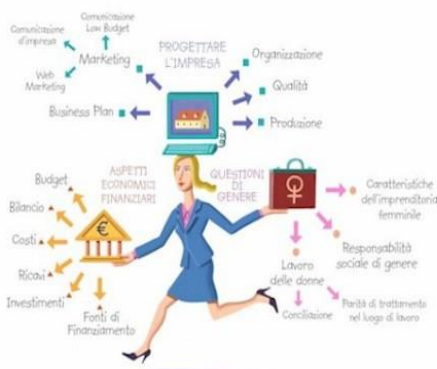 Comunicazione
Low Budget
Comunicazione
d'impresa
Marketing
Web
Marketing
Business Plan
PROGETTARE
L'IMPRESA
Organizzazione
Qualità
Produzione
ASPETTI
ECONOMICI
FINANZIARI
Budget
Bilancio
Costi
Ricavi
Investimenti
Fonti di
Finanziamento
€
QUESTIONI
DI
GENERE
Caratteristiche
dell'imprenditoria
femminile
Responsabilità
sociale di genere
Lavoro
delle donne
Parità di trattamento
nel luogo di lavoro
Conciliazione